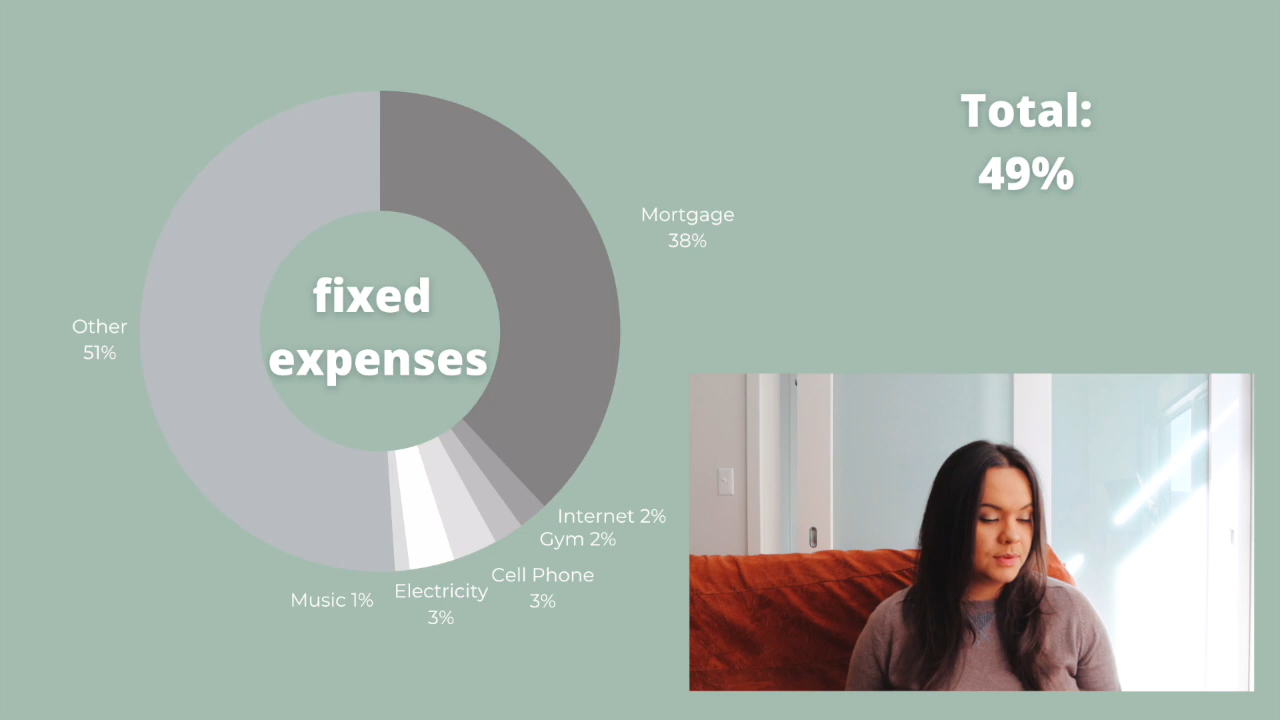 Total:
49%
Mortgage
38%
fixed
expenses
Other
51%
Internet 2%
Gym 2%
Cell Phone
3%
Electricity
3%
Music 1%